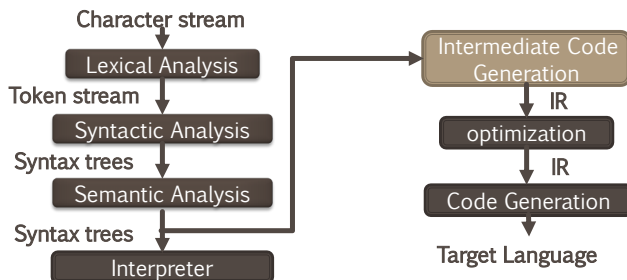 Character stream
Lexical Analysis
Token stream
Syntactic Analysis
Syntax trees
Semantic Analysis
Syntax trees
Interpreter
Intermediate Code
Generation
IR
optimization
IR
Code Generation
Target Language